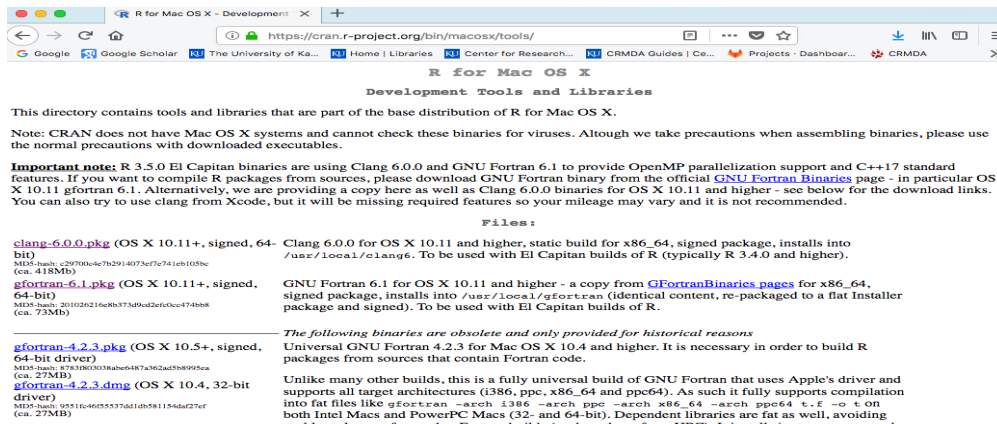 R for Mac OS X - Development
https://cran.r-project.org/bin/macosx/tools/
Google
Google Scholar
KU The University of Ka...
KU Home | Libraries
KU Center for Research...
KU CRMDA Guides | Ce...
Projects - Dashboar...
CRMDA
R for Mac OS X
Development Tools and Libraries
This directory contains tools and libraries that are part of the base distribution of R for Mac OS X.
Note: CRAN does not have Mac OS X systems and cannot check these binaries for viruses. Altough we take precautions when assembling binaries, please use
the normal precautions with downloaded executables.
Important note: R 3.5.0 El Capitan binaries are using Clang 6.0.0 and GNU Fortran 6.1 to provide OpenMP parallelization support and C++17 standard
features. If you want to compile R packages from sources, please download GNU Fortran binary from the official GNU Fortran Binaries page - in particular OS
X 10.11 gfortran 6.1. Alternatively, we are providing a copy here as well as Clang 6.0.0 binaries for OS X 10.11 and higher - see below for the download links.
You can also try to use clang from Xcode, but it will be missing required features so your mileage may vary and it is not recommended.
Files:
clang-6.0.0.pkg (OS X 10.11+, signed, 64-
bit)
MD5-hash: c29700c4e7b2914073ef7e741eb105bc
(ca. 418Mb)
Clang 6.0.0 for OS X 10.11 and higher, static build for x86_64, signed package, installs into
/usr/local/clang6. To be used with El Capitan builds of R (typically R 3.4.0 and higher).
gfortran-6.1.pkg (OS X 10.11+, signed,
64-bit)
MD5-hash: 201026216e8b373d9cd2efc0cc474bb8
(ca. 73Mb)
GNU Fortran 6.1 for OS X 10.11 and higher - a copy from GFortranBinaries pages for x86_64,
signed package, installs into /usr/local/gfortran (identical content, re-packaged to a flat Installer
package and signed). To be used with El Capitan builds of R.
The following binaries are obsolete and only provided for historical reasons
gfortran-4.2.3.pkg (OS X 10.5+, signed,
64-bit driver)
MD5-hash: 8783f803038abe6487a362ad5b8995ea
(ca. 27MB)
gfortran-4.2.3.dmg (OS X 10.4, 32-bit
driver)
MD5-hash: 9551fc46f55537dd1db581154daf27ef
(ca. 27MB)
Universal GNU Fortran 4.2.3 for Mac OS X 10.4 and higher. It is necessary in order to build R
packages from sources that contain Fortran code.
Unlike many other builds, this is a fully universal build of GNU Fortran that uses Apple's driver and
supports all target architectures (i386, ppc, x86_64 and ppc64). As such it fully supports compilation
into fat files like gfortran -arch i386 -arch ppc -arch x86_64 -arch ppc64 t.f -o t on
both Intel Macs and PowerPC Macs (32- and 64-bit). Dependent libraries are fat as well, avoiding